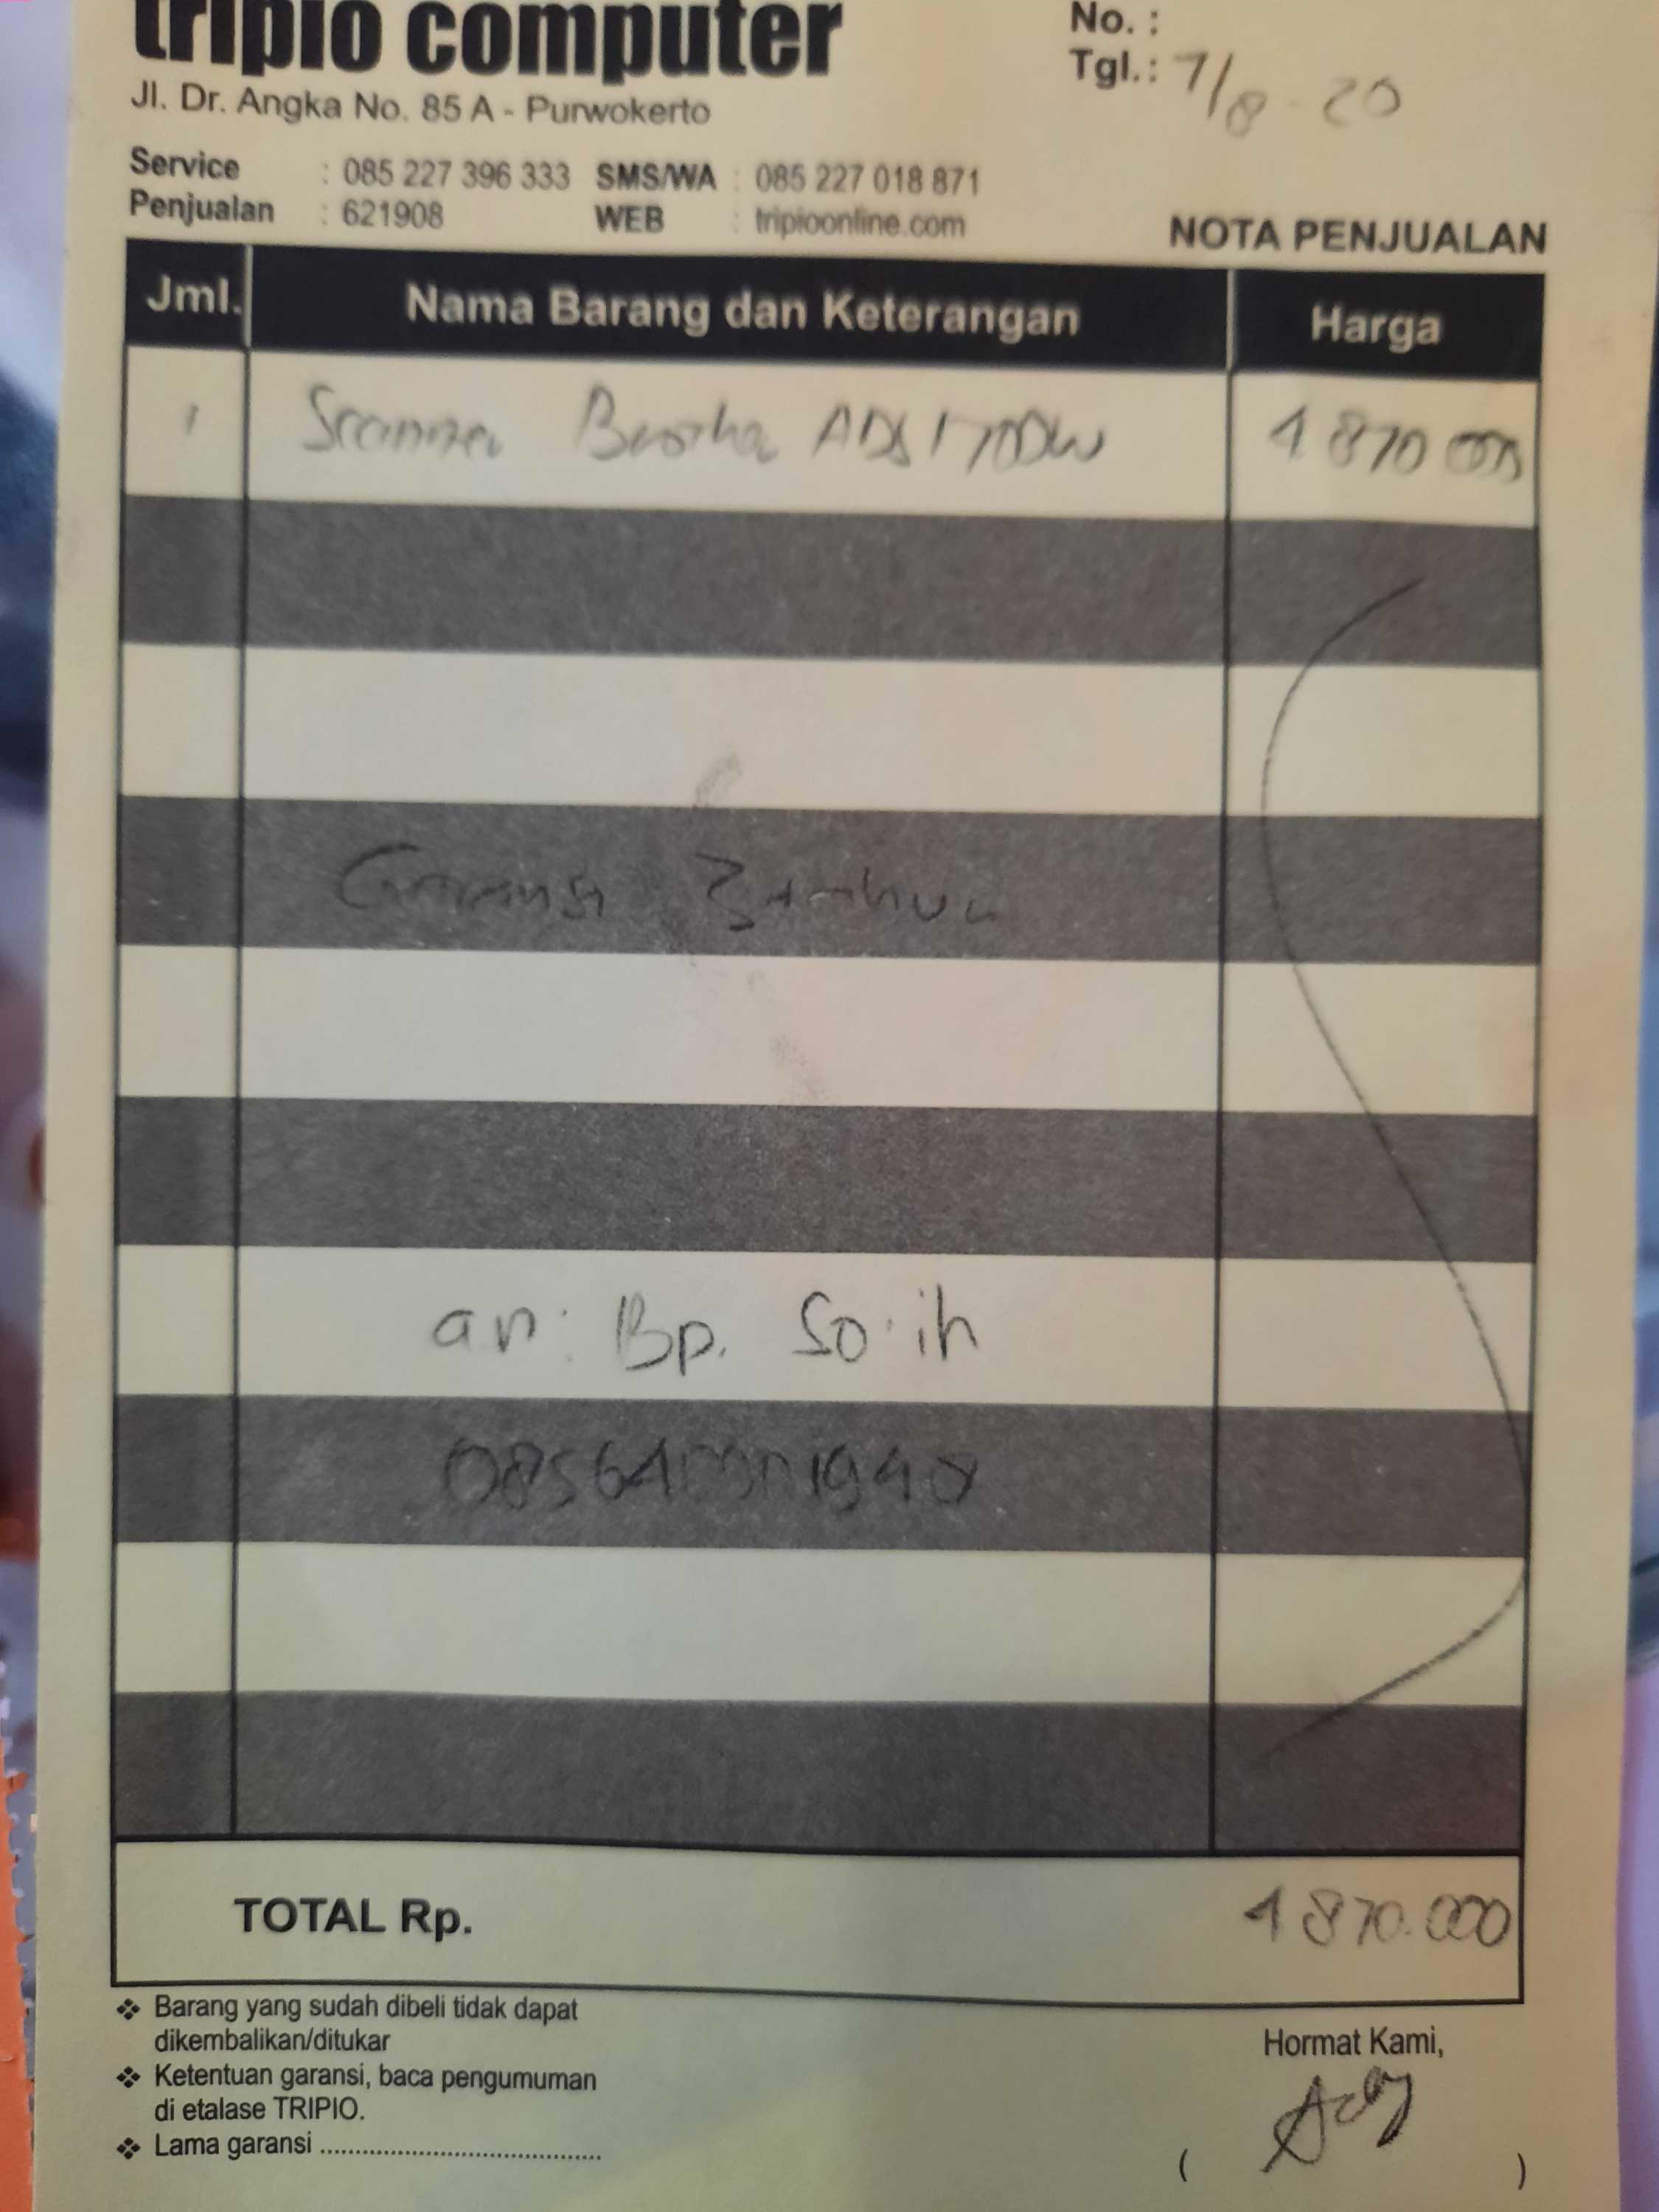 tripio computer
No. :
Tgl.: 7/8-20
Jl. Dr. Angka No. 85 A - Purwokerto
Service : 085 227 396 333 SMS/WA : 085 227 018 871
Penjualan : 621908 WEB : tripioonline.com
NOTA PENJUALAN
Jml. Nama Barang dan Keterangan Harga
1 Scanner Brother ADS1700W 4 870 000
Garansi 3 tahun
an: Bp.
TOTAL Rp. 4 870.000
❖ Barang yang sudah dibeli tidak dapat
dikembalikan/ditukar
❖ Ketentuan garansi, baca pengumuman
di etalase TRIPIO.
❖ Lama garansi ........................................
Hormat Kami,
( )